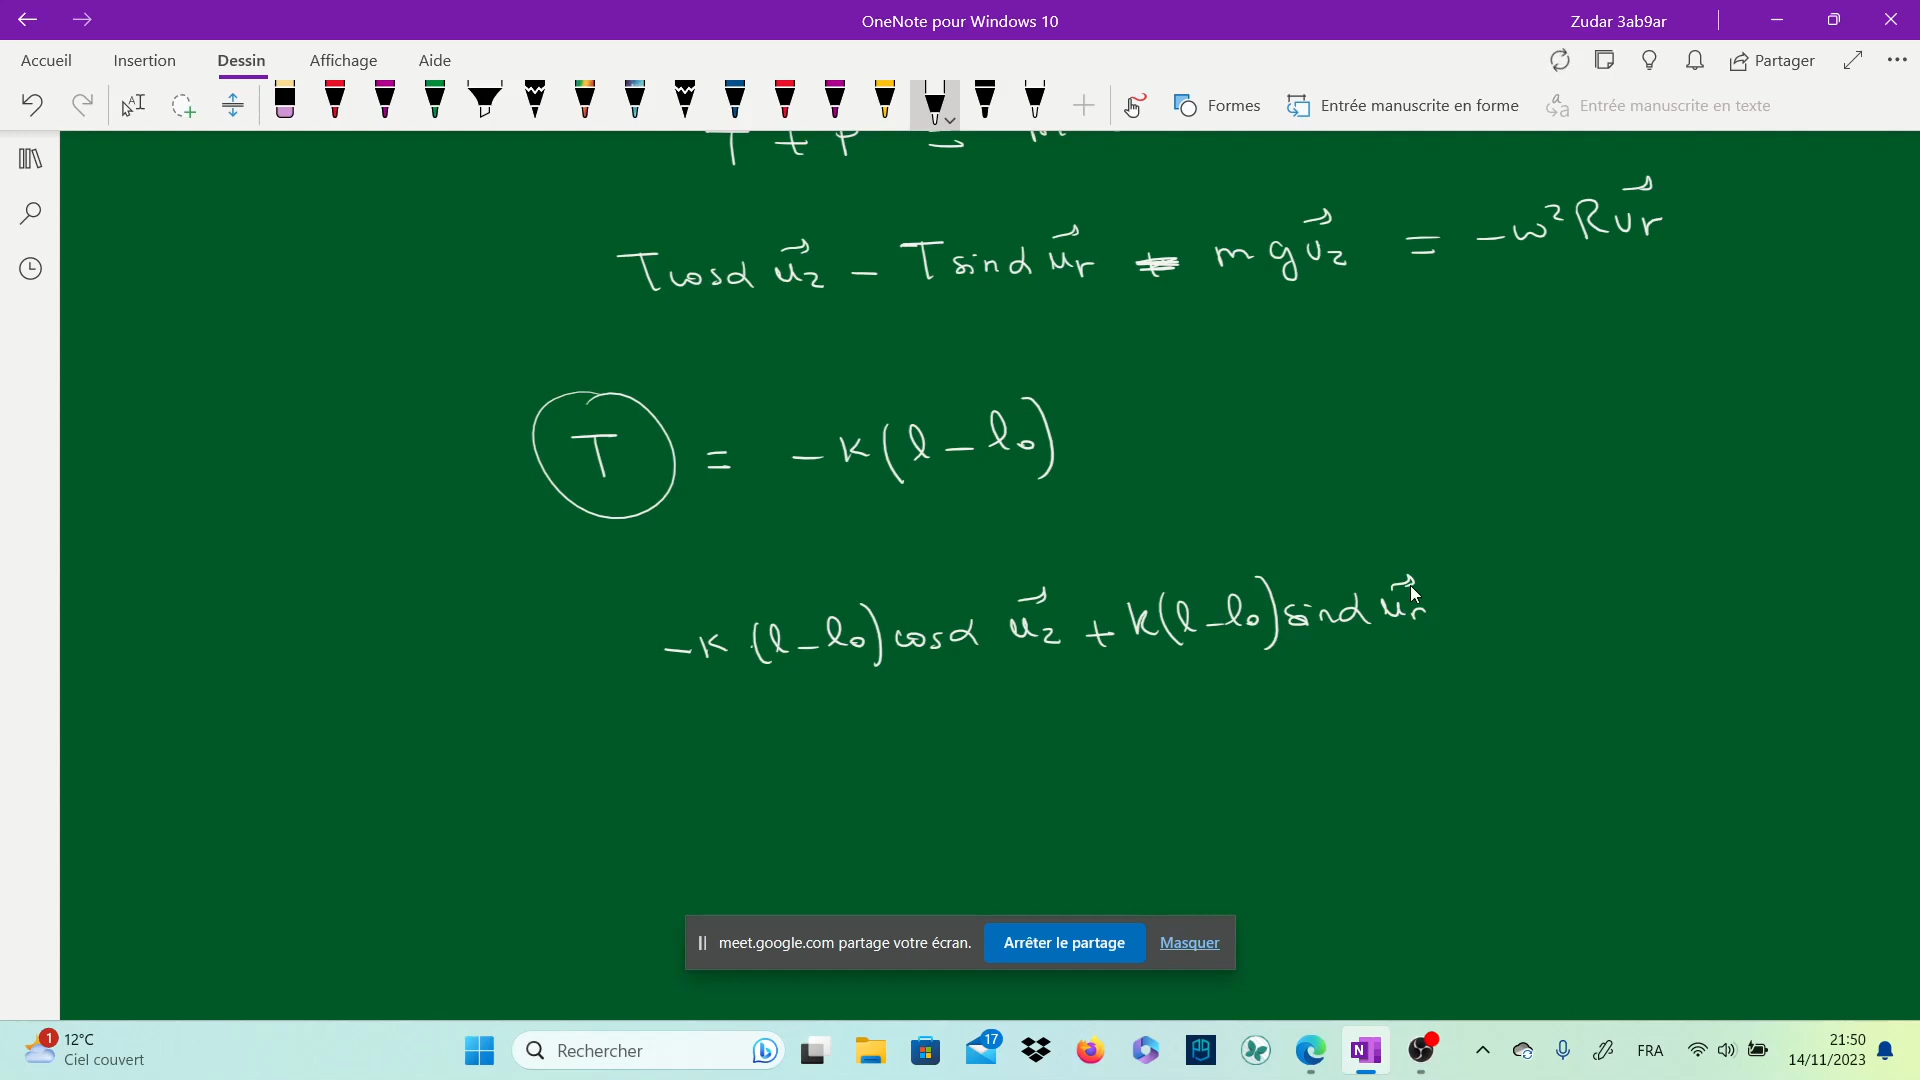 OneNote pour Windows 10
Zudar 3ab9ar
Accueil Insertion Dessin Affichage Aide
Partager
Formes Entrée manuscrite en forme Entrée manuscrite en texte
T + P = m
T cosα u⃗z − T sinα u⃗r − m g u⃗z = −ω² R u⃗r
T = −k(l − l₀)
−k (l − l₀) cosα u⃗z + k(l − l₀) sinα u⃗r
meet.google.com partage votre écran. Arrêter le partage Masquer
1 12°C
Ciel couvert
Rechercher
17
FRA
21:50
14/11/2023